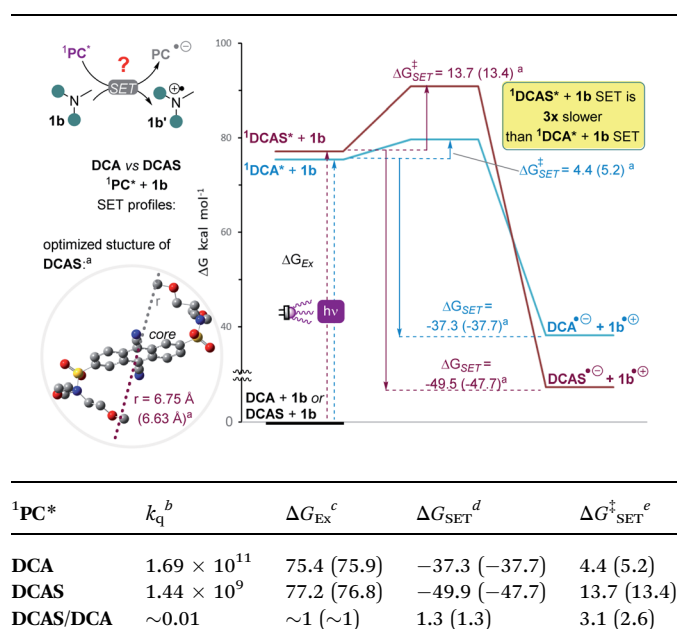 ¹PC*
PC•⊖
?
SET
1b
1b'
DCA vs DCAS
¹PC* + 1b
SET profiles:
optimized stucture of
DCAS:ᵃ
r
core
r = 6.75 Å
(6.63 Å)ᵃ
ΔG kcal mol⁻¹
100
80
60
40
0
ΔG‡SET = 13.7 (13.4) ᵃ
¹DCAS* + 1b SET is
3x slower
than ¹DCA* + 1b SET
¹DCAS* + 1b
¹DCA* + 1b
ΔG‡SET =
4.4 (5.2) ᵃ
ΔGEx
hν
ΔGSET =
-37.3 (-37.7)ᵃ
DCA•⊖ + 1b•⊕
ΔGSET =
-49.5 (-47.7)ᵃ
DCAS•⊖ + 1b•⊕
DCA + 1b or
DCAS + 1b
¹PC* kqᵇ ΔGExᶜ ΔGSETᵈ ΔG‡SETᵉ
DCA 1.69 × 10¹¹ 75.4 (75.9) −37.3 (−37.7) 4.4 (5.2)
DCAS 1.44 × 10⁹ 77.2 (76.8) −49.9 (−47.7) 13.7 (13.4)
DCAS/DCA ~0.01 ~1 (~1) 1.3 (1.3) 3.1 (2.6)